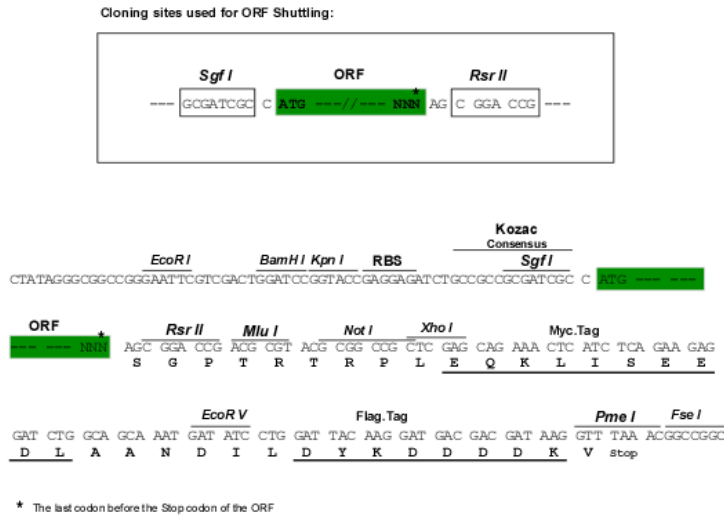 Cloning sites used for ORF Shuttling:
Sgf I ORF Rsr II
*
--- GCGATCGC C ATG ---//--- NNN AG C GGA CCG ---
Kozac
Consensus
EcoR I BamH I Kpn I RBS Sgf I
CTATAGGGCGGCCGGGAATTCGTCGACTGGATCCGGTACCGAGGAGATCTGCCGCCGCGATCGC C ATG --- ---
ORF
* Rsr II Mlu I Not I Xho I Myc.Tag
--- --- NNN AGC GGA CCG ACG CGT ACG CGG CCG CTC GAG CAG AAA CTC ATC TCA GAA GAG
S G P T R T R P L E Q K L I S E E
EcoR V Flag.Tag Pme I Fse I
GAT CTG GCA GCA AAT GAT ATC CTG GAT TAC AAG GAT GAC GAC GAT AAG GTT TAA ACGGCCGGC
D L A A N D I L D Y K D D D D K V Stop
* The last codon before the Stop codon of the ORF